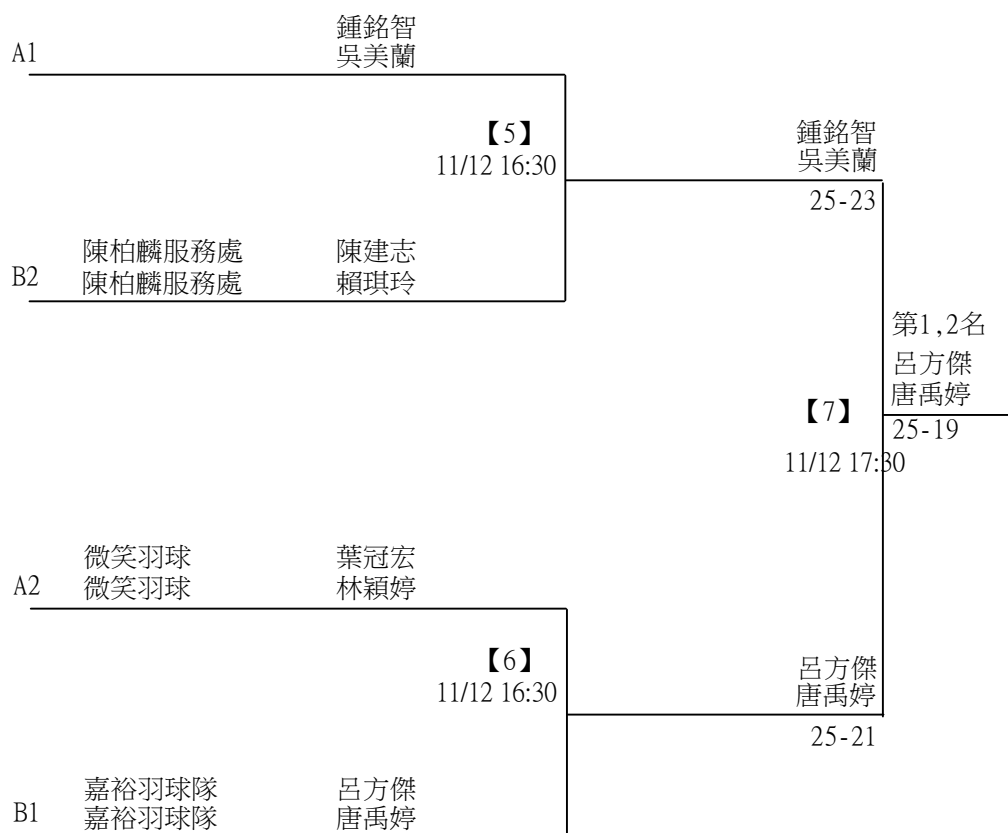 鍾銘智
A1 吳美蘭
【5】
11/12 16:30
鍾銘智
吳美蘭
25-23
陳柏麟服務處 陳建志
B2 陳柏麟服務處 賴琪玲
第1,2名
呂方傑
唐禹婷
【7】
25-19
11/12 17:30
微笑羽球 葉冠宏
A2 微笑羽球 林穎婷
【6】
11/12 16:30
呂方傑
唐禹婷
25-21
嘉裕羽球隊 呂方傑
B1 嘉裕羽球隊 唐禹婷